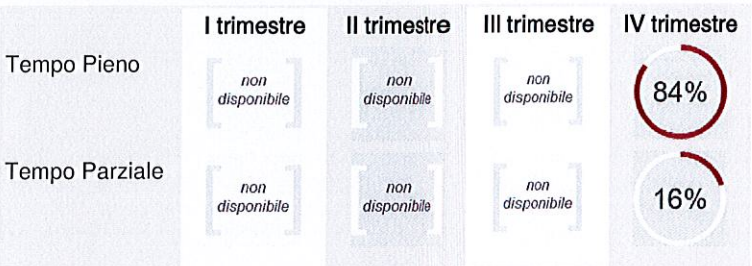 I trimestre II trimestre III trimestre IV trimestre
Tempo Pieno
non disponibile non disponibile non disponibile 84%
Tempo Parziale
non disponibile non disponibile non disponibile 16%